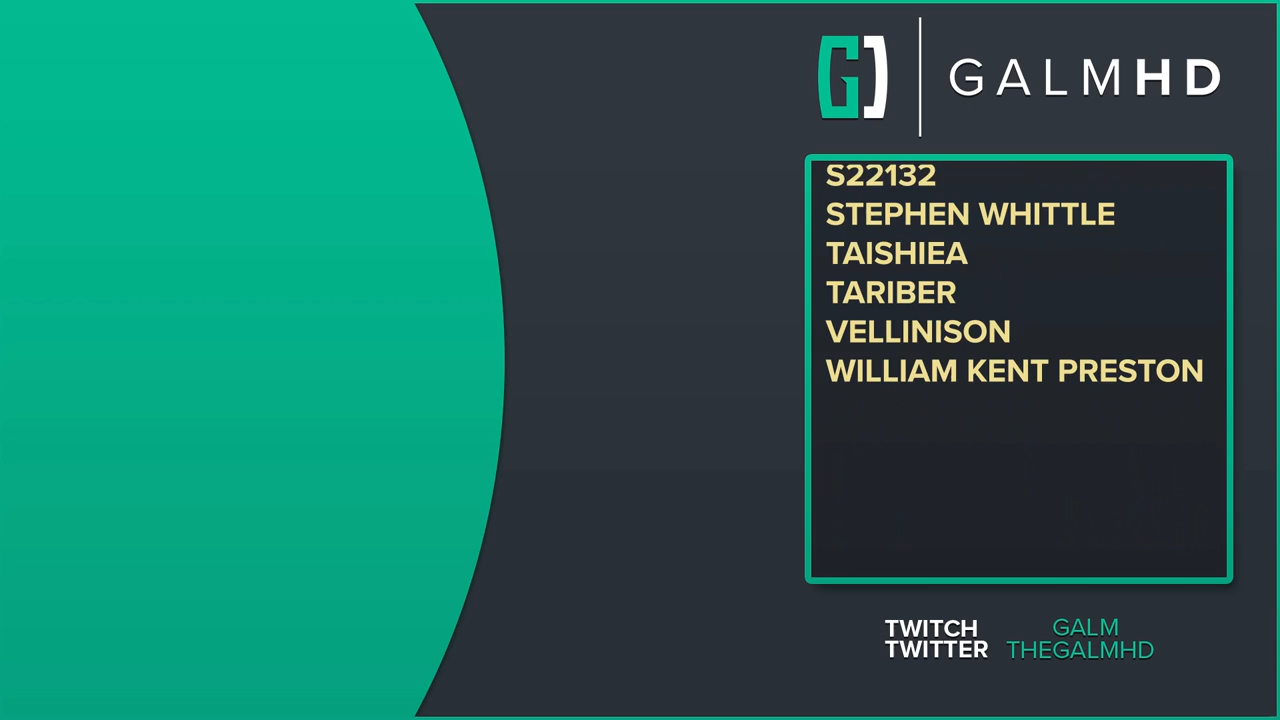 GALMHD
S22132
STEPHEN WHITTLE
TAISHIEA
TARIBER
VELLINISON
WILLIAM KENT PRESTON
TWITCH GALM
TWITTER THEGALMHD